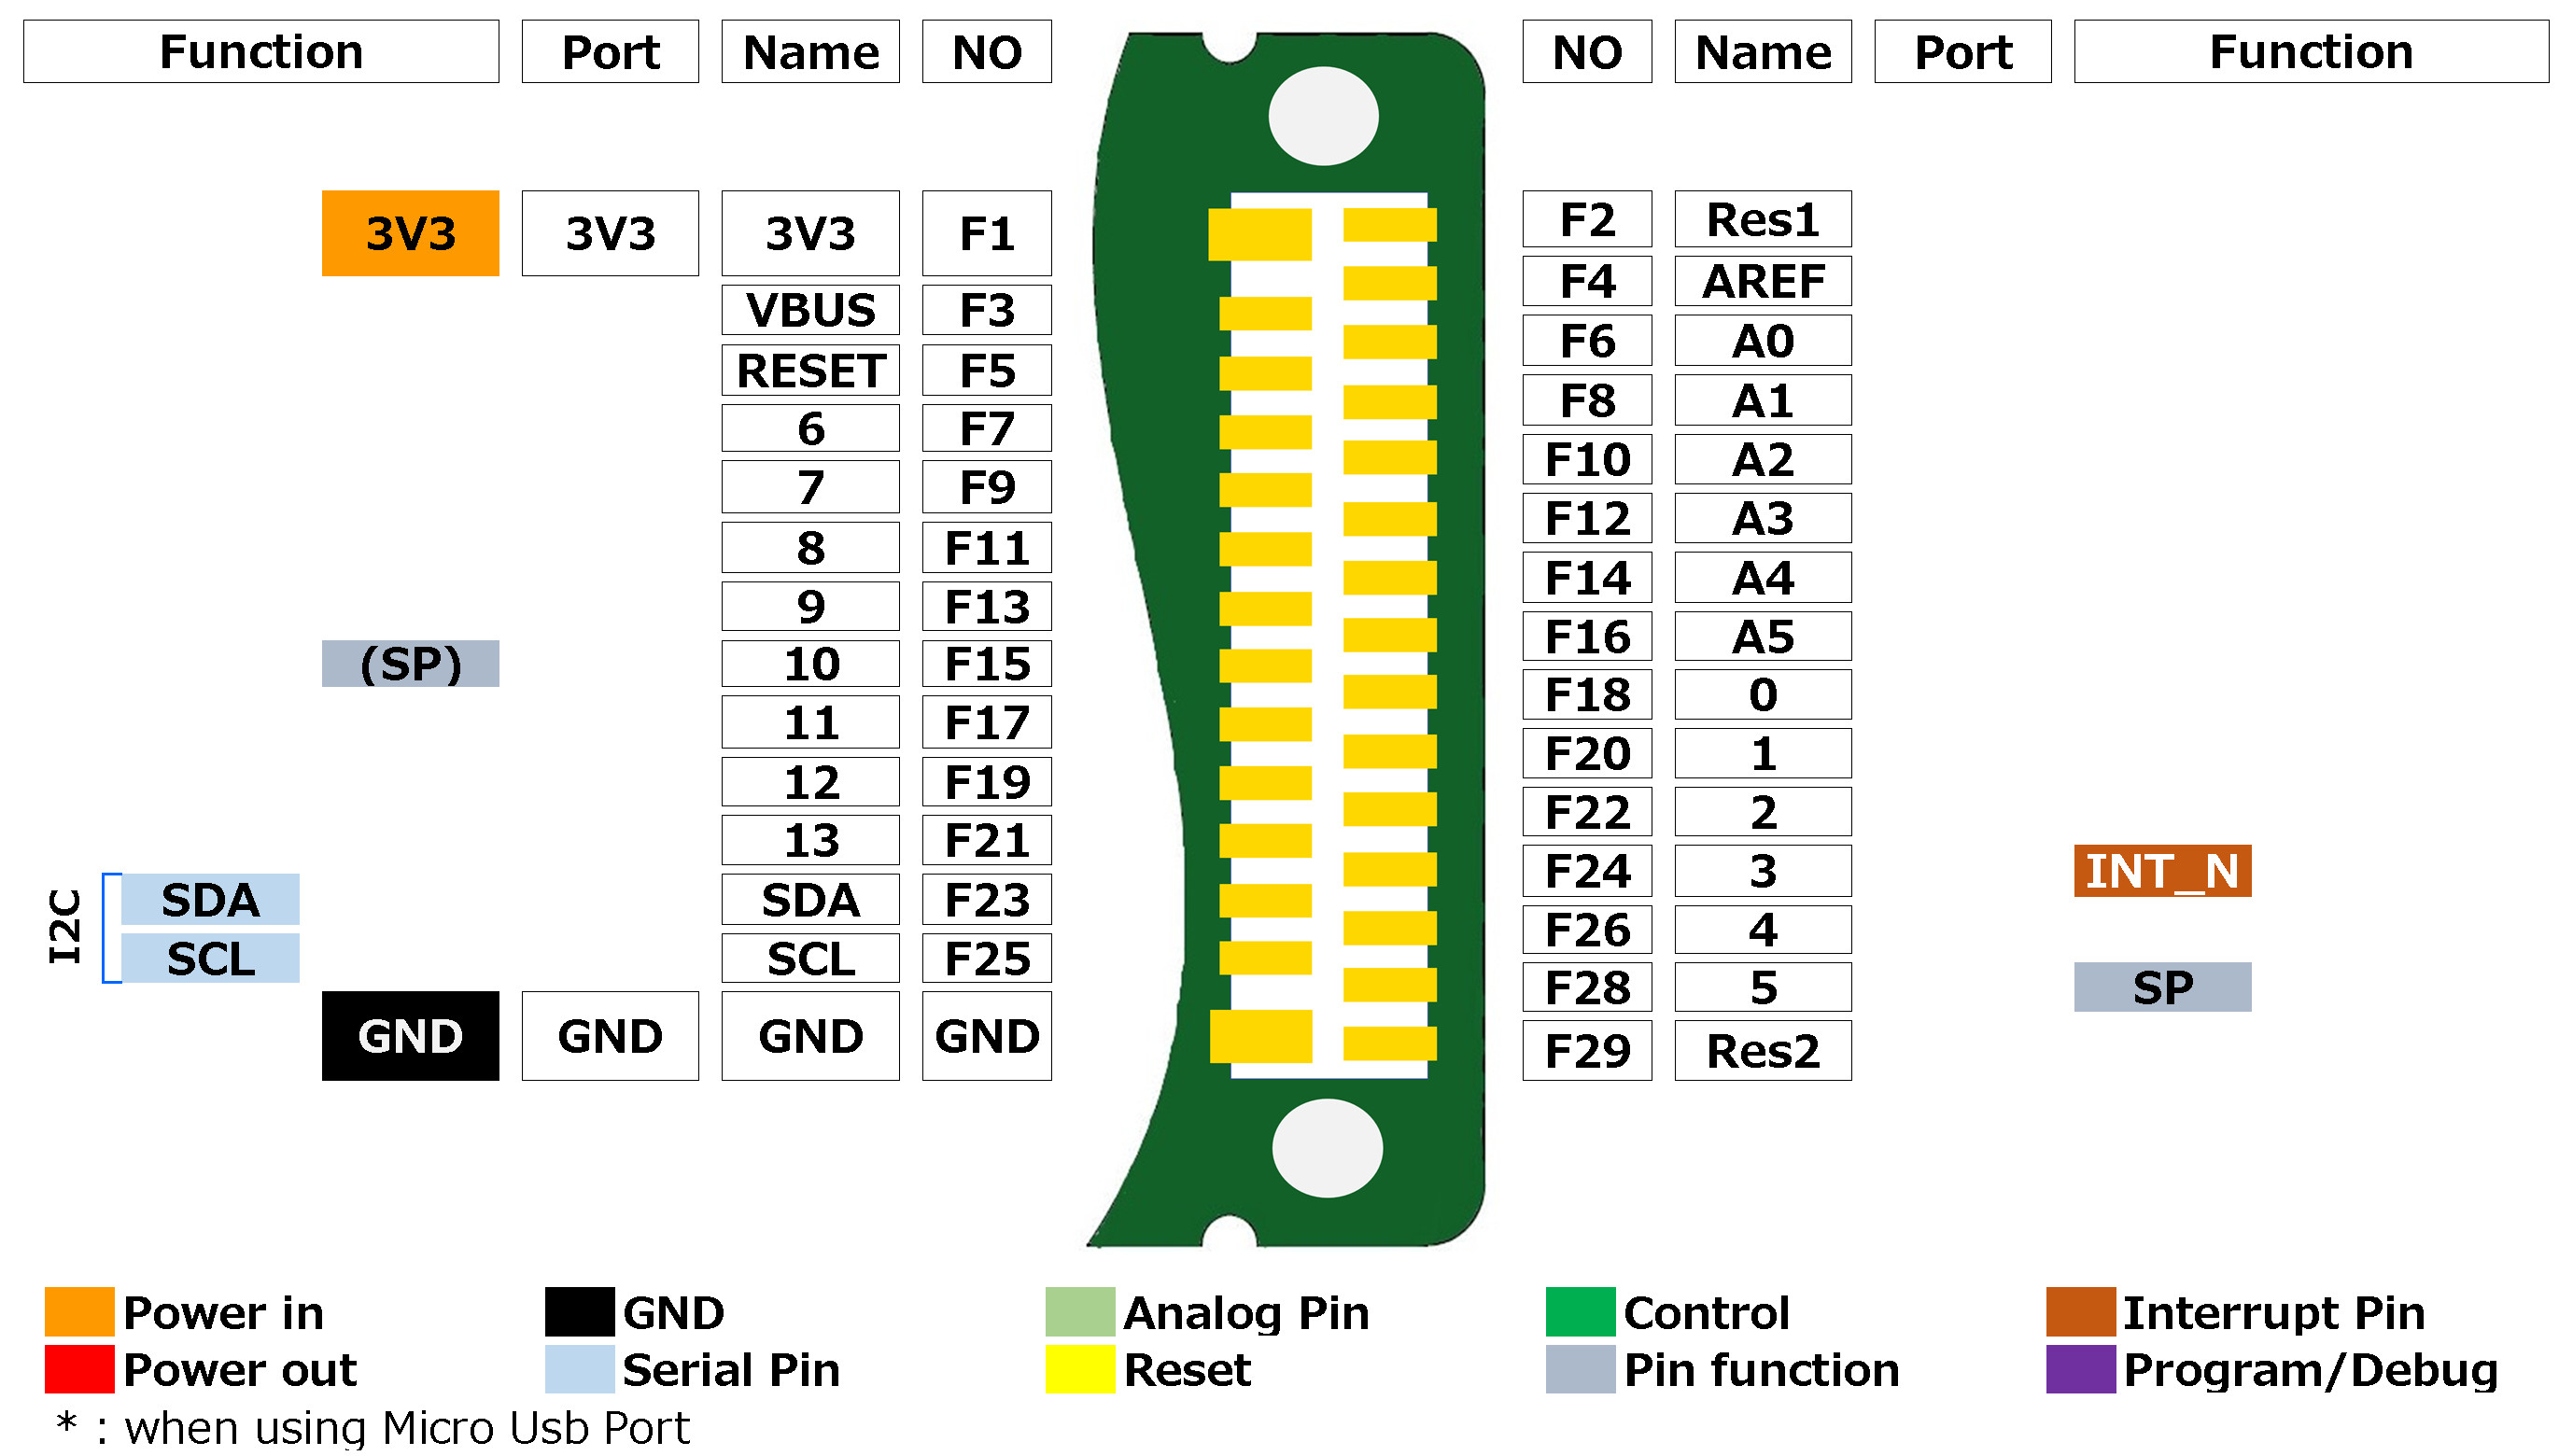 Function Port Name NO NO Name Port Function
3V3 3V3 3V3 F1 F2 Res1
VBUS F3 F4 AREF
RESET F5 F6 A0
6 F7 F8 A1
7 F9 F10 A2
8 F11 F12 A3
9 F13 F14 A4
(SP) 10 F15 F16 A5
11 F17 F18 0
12 F19 F20 1
13 F21 F22 2
I2C SDA SDA F23 F24 3 INT_N
SCL SCL F25 F26 4
F28 5 SP
GND GND GND GND F29 Res2
Power in GND Analog Pin Control Interrupt Pin
Power out Serial Pin Reset Pin function Program/Debug
* : when using Micro Usb Port